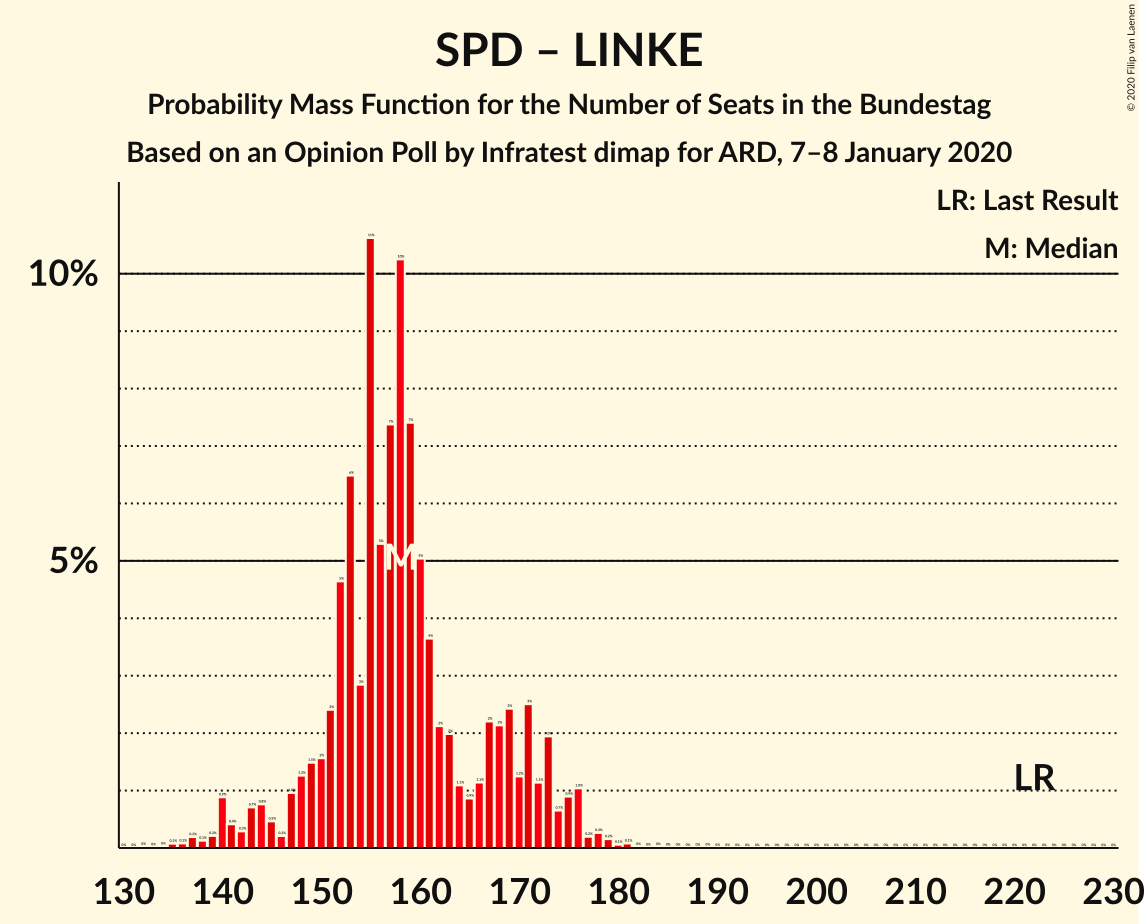 SPD – LINKE
Probability Mass Function for the Number of Seats in the Bundestag
Based on an Opinion Poll by Infratest dimap for ARD, 7–8 January 2020
© 2020 Filip van Laenen
LR: Last Result
M: Median
10%
5%
M
LR
130 140 150 160 170 180 190 200 210 220 230